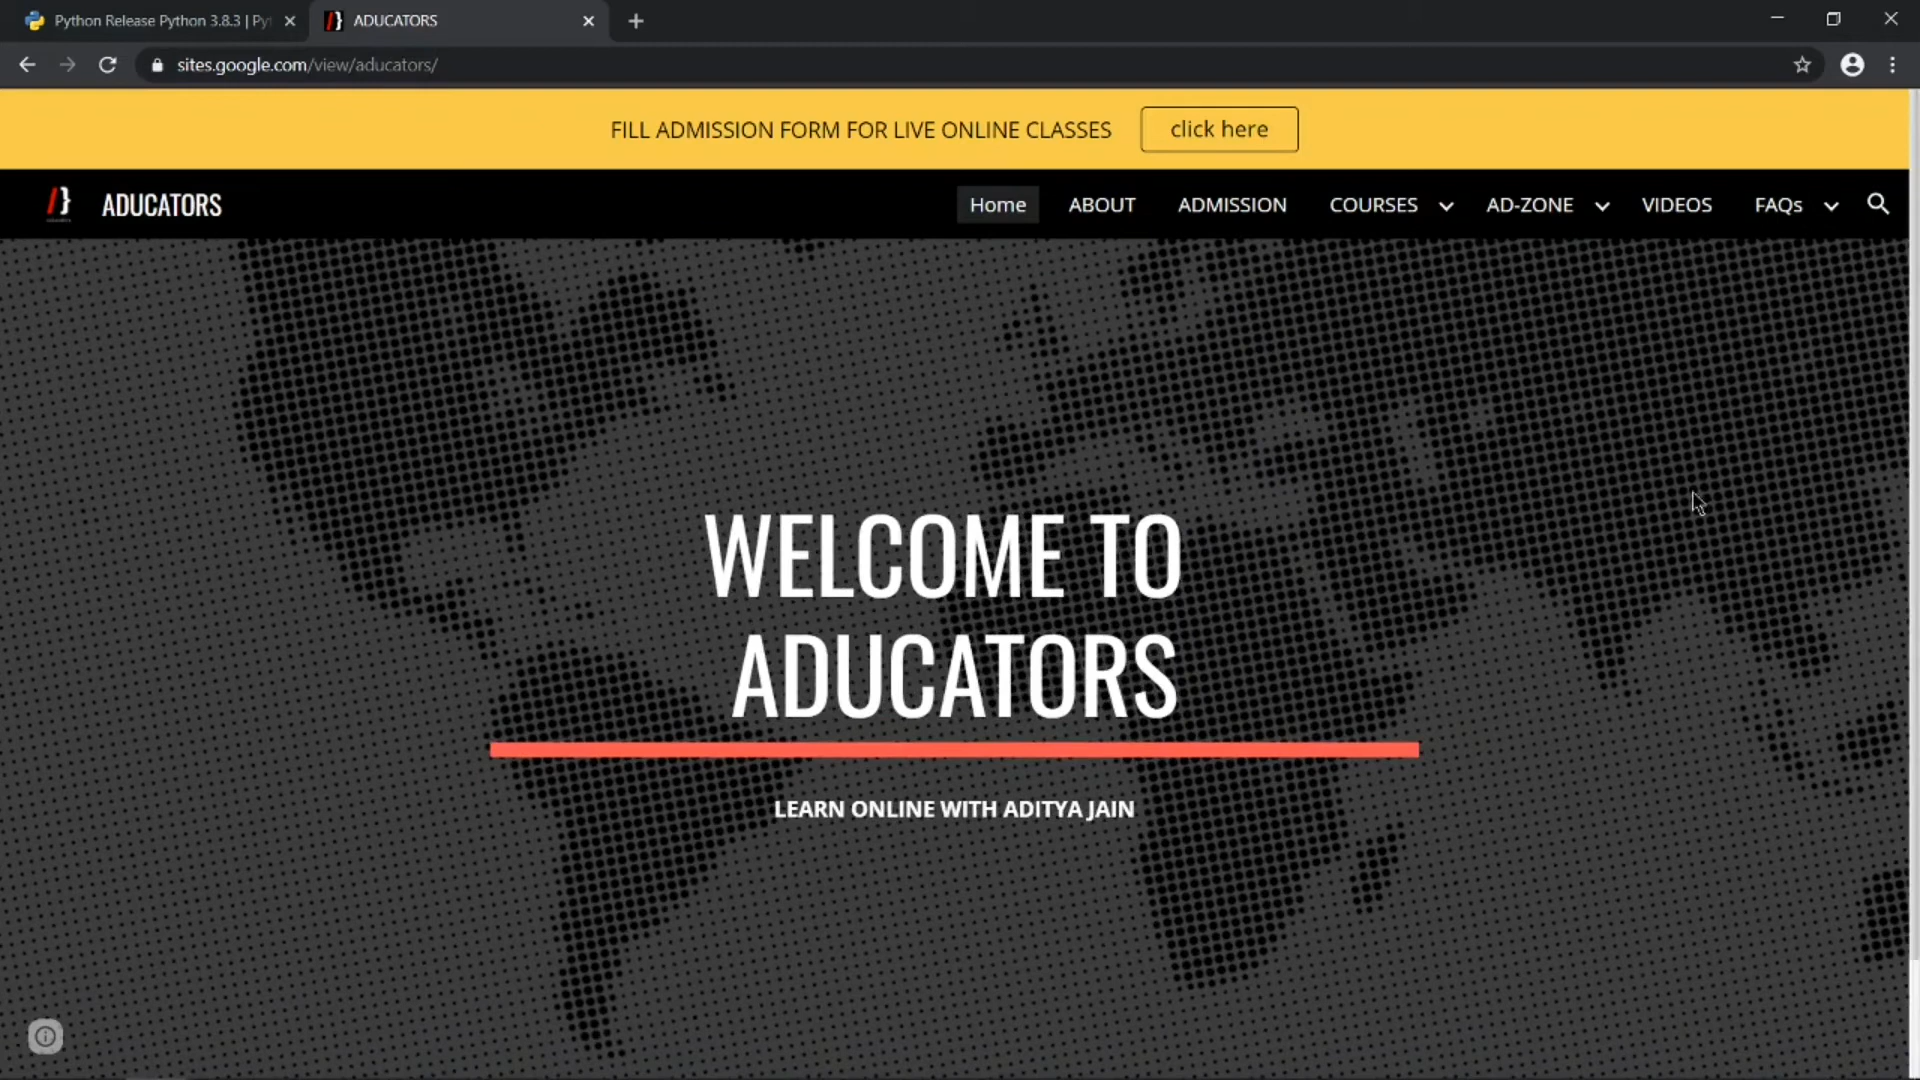 Python Release Python 3.8.3 | Py
ADUCATORS
sites.google.com/view/aducators/
FILL ADMISSION FORM FOR LIVE ONLINE CLASSES
click here
ADUCATORS
Home
ABOUT
ADMISSION
COURSES
AD-ZONE
VIDEOS
FAQs
WELCOME TO
ADUCATORS
LEARN ONLINE WITH ADITYA JAIN